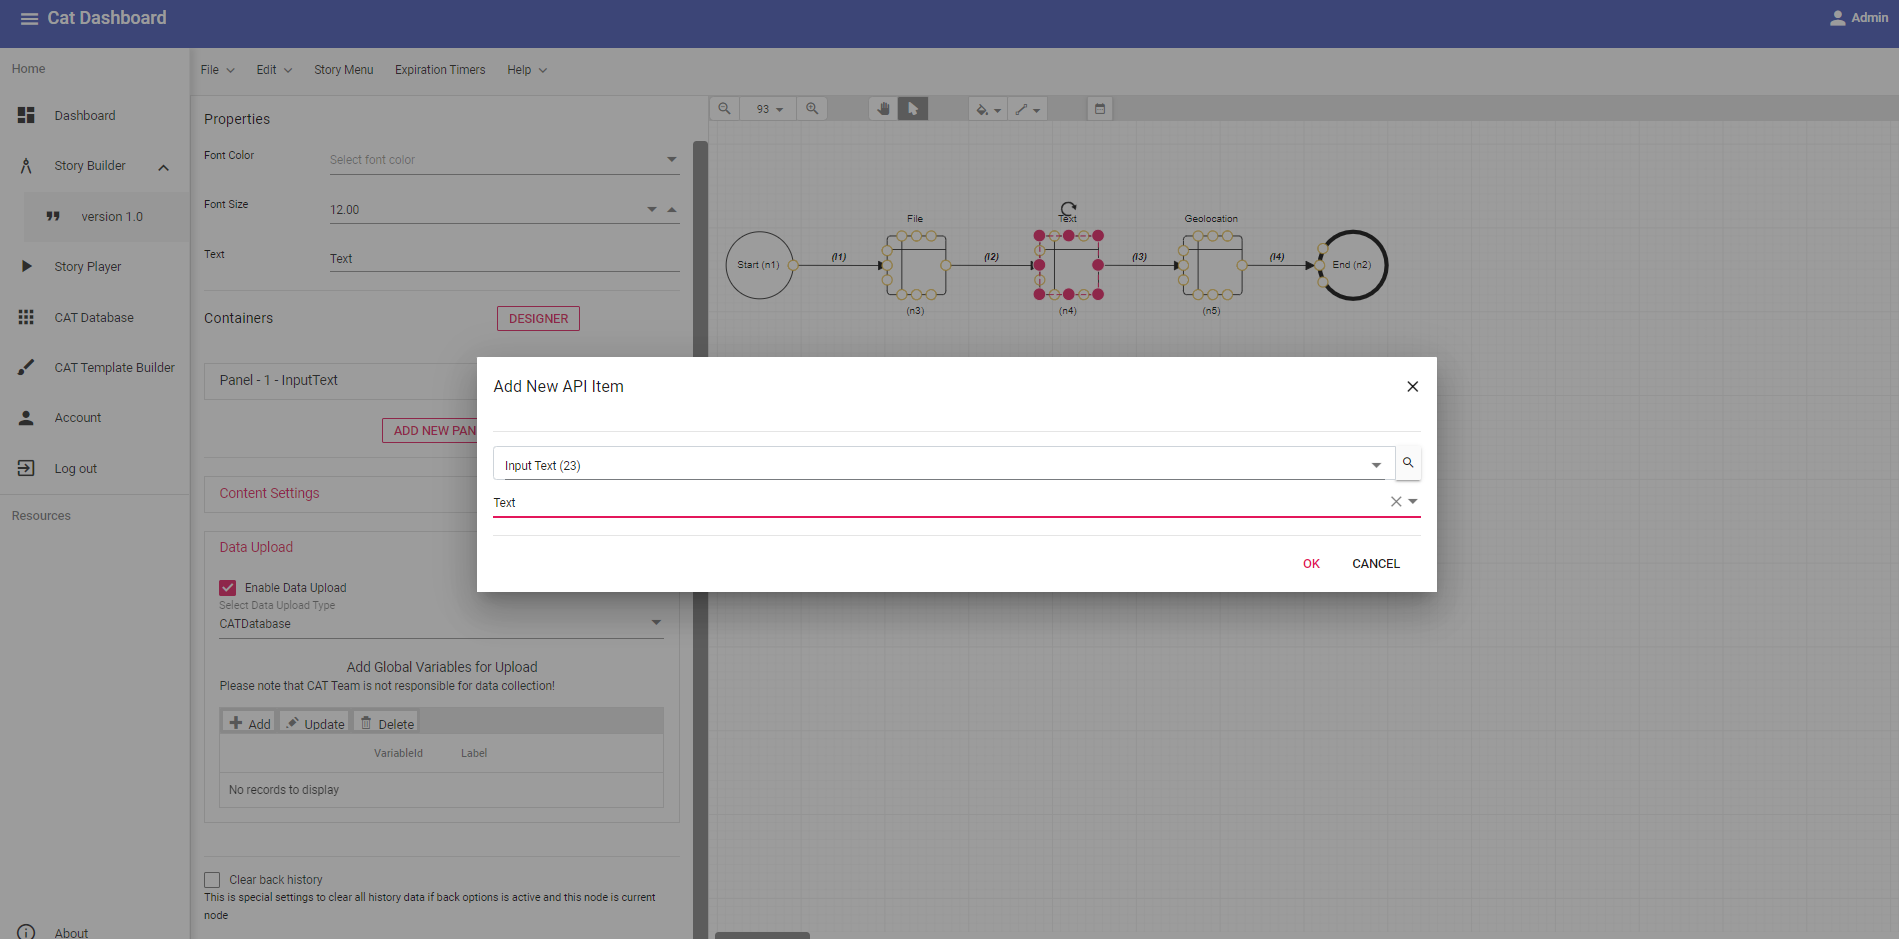 Cat Dashboard
Admin
Home
File
Edit
Story Menu
Expiration Timers
Help
Dashboard
Story Builder
version 1.0
Story Player
CAT Database
CAT Template Builder
Account
Log out
Resources
About
Properties
93
Font Color
Select font color
Font Size
12.00
Text
Text
Containers
DESIGNER
Panel - 1 - InputText
ADD NEW PAN
Content Settings
Data Upload
Enable Data Upload
Select Data Upload Type
CATDatabase
Add Global Variables for Upload
Please note that CAT Team is not responsible for data collection!
Add
Update
Delete
VariableId
Label
No records to display
Clear back history
This is special settings to clear all history data if back options is active and this node is current
node
File
Text
Geolocation
Start (n1)
(l1)
(l2)
(l3)
(l4)
End (n2)
(n3)
(n4)
(n5)
Add New API Item
Input Text (23)
Text
OK
CANCEL